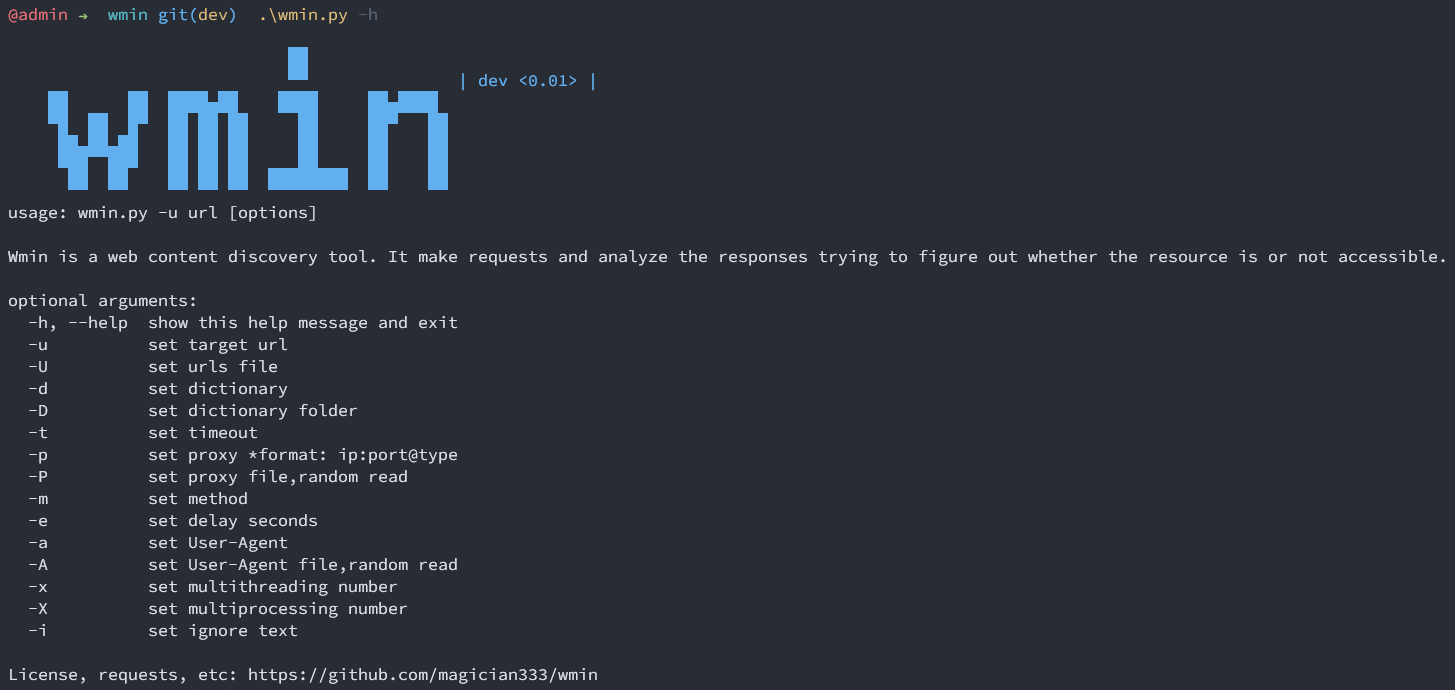 @admin → wmin git(dev) .\wmin.py -h
wmin
| dev <0.01> |
usage: wmin.py -u url [options]
Wmin is a web content discovery tool. It make requests and analyze the responses trying to figure out whether the resource is or not accessible.
optional arguments:
-h, --help show this help message and exit
-u set target url
-U set urls file
-d set dictionary
-D set dictionary folder
-t set timeout
-p set proxy *format: ip:port@type
-P set proxy file,random read
-m set method
-e set delay seconds
-a set User-Agent
-A set User-Agent file,random read
-x set multithreading number
-X set multiprocessing number
-i set ignore text
License, requests, etc: https://github.com/magician333/wmin